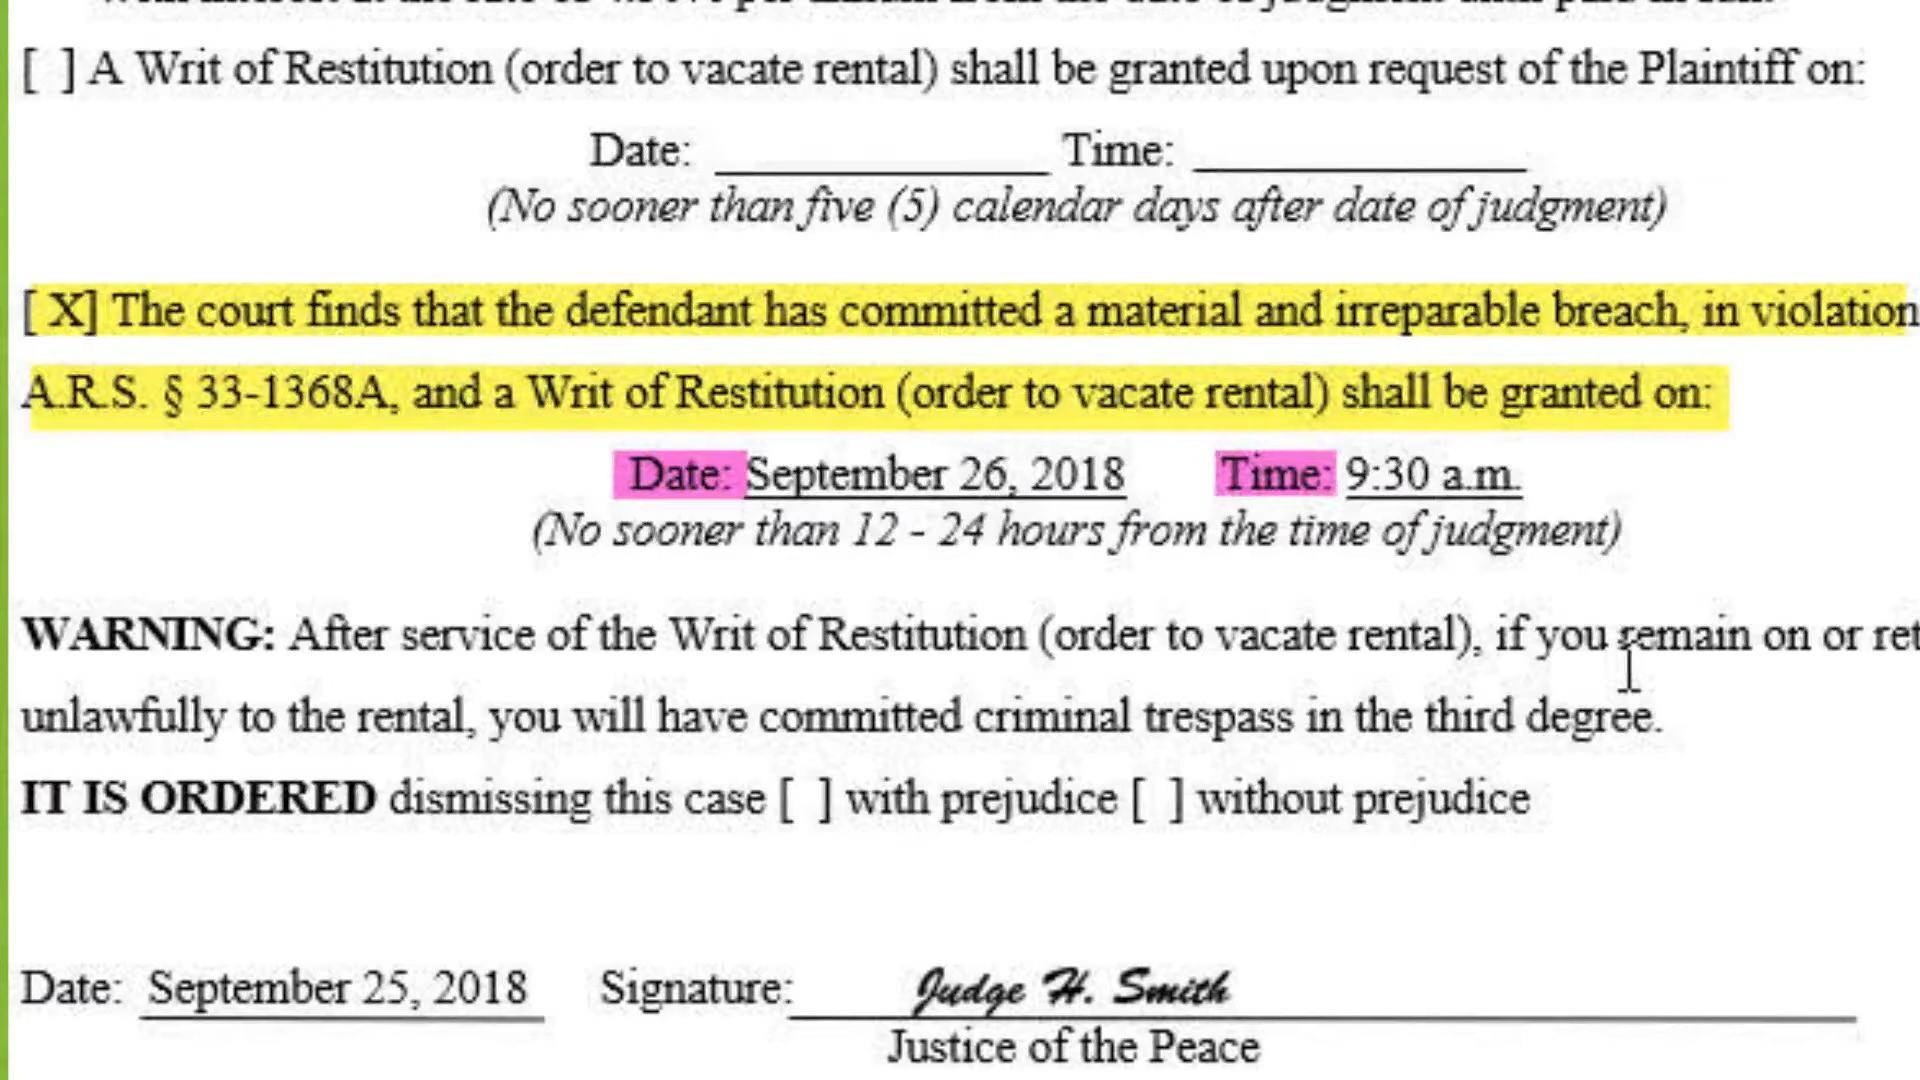 [ ] A Writ of Restitution (order to vacate rental) shall be granted upon request of the Plaintiff on:
Date: ____________ Time: ____________
(No sooner than five (5) calendar days after date of judgment)
[ X] The court finds that the defendant has committed a material and irreparable breach, in violation
A.R.S. § 33-1368A, and a Writ of Restitution (order to vacate rental) shall be granted on:
Date: September 26, 2018 Time: 9:30 a.m.
(No sooner than 12 - 24 hours from the time of judgment)
WARNING: After service of the Writ of Restitution (order to vacate rental), if you remain on or ret
unlawfully to the rental, you will have committed criminal trespass in the third degree.
IT IS ORDERED dismissing this case [ ] with prejudice [ ] without prejudice
Date: September 25, 2018 Signature: Judge H. Smith
Justice of the Peace